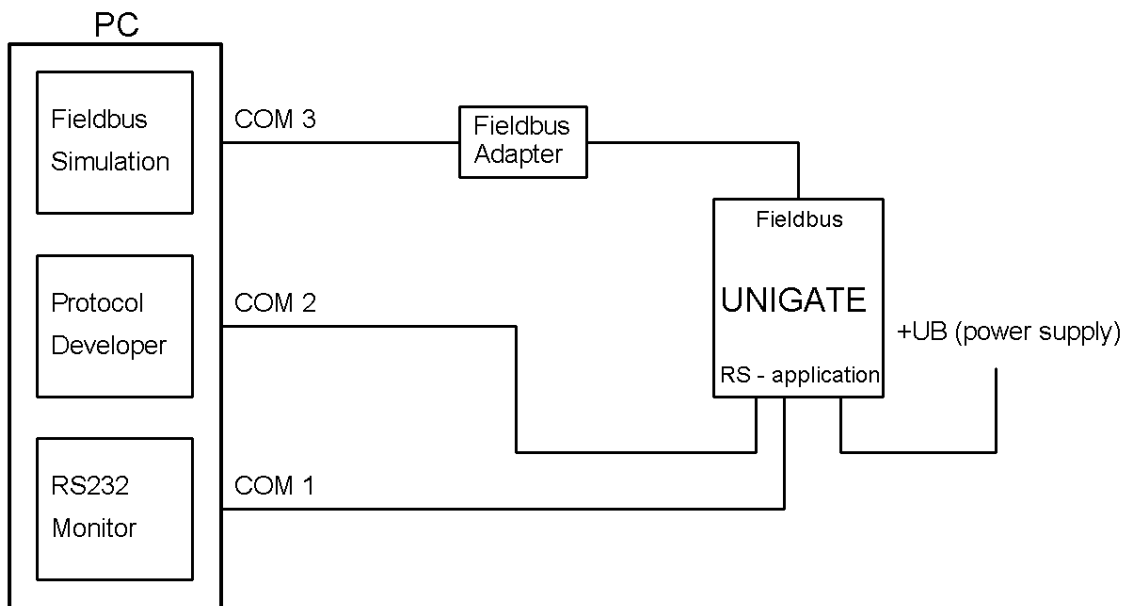 PC
Fieldbus
Simulation
COM 3
Fieldbus
Adapter
Fieldbus
UNIGATE
RS - application
+UB (power supply)
Protocol
Developer
COM 2
RS232
Monitor
COM 1